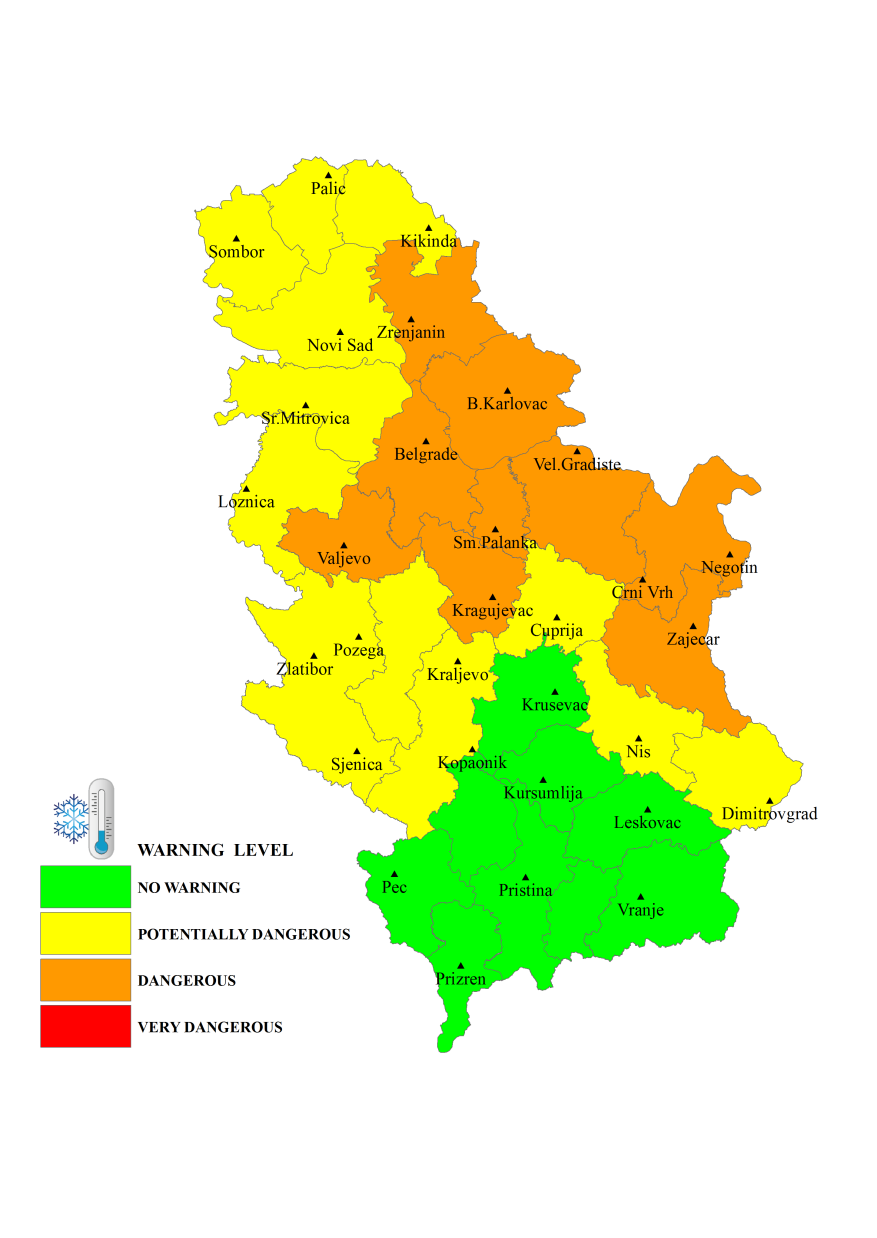 Palic
Kikinda
Sombor
Zrenjanin
Novi Sad
B.Karlovac
Sr.Mitrovica
Belgrade
Vel.Gradiste
Loznica
Sm.Palanka
Valjevo
Negotin
Crni Vrh
Kragujevac
Cuprija
Zajecar
Pozega
Zlatibor
Kraljevo
Krusevac
Nis
Kopaonik
Sjenica
Kursumlija
Dimitrovgrad
Leskovac
WARNING LEVEL
NO WARNING
Pec
Pristina
Vranje
POTENTIALLY DANGEROUS
Prizren
DANGEROUS
VERY DANGEROUS